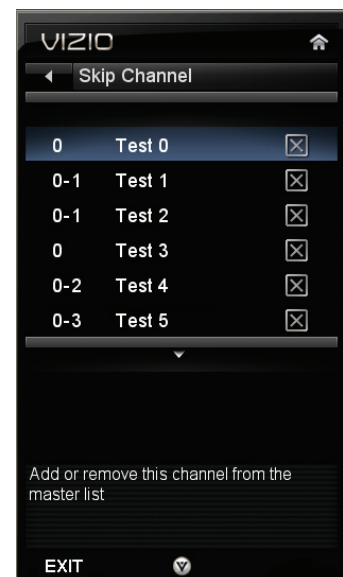 VIZIO
Skip Channel
0 Test 0
0-1 Test 1
0-1 Test 2
0 Test 3
0-2 Test 4
0-3 Test 5
Add or remove this channel from the
master list
EXIT
V